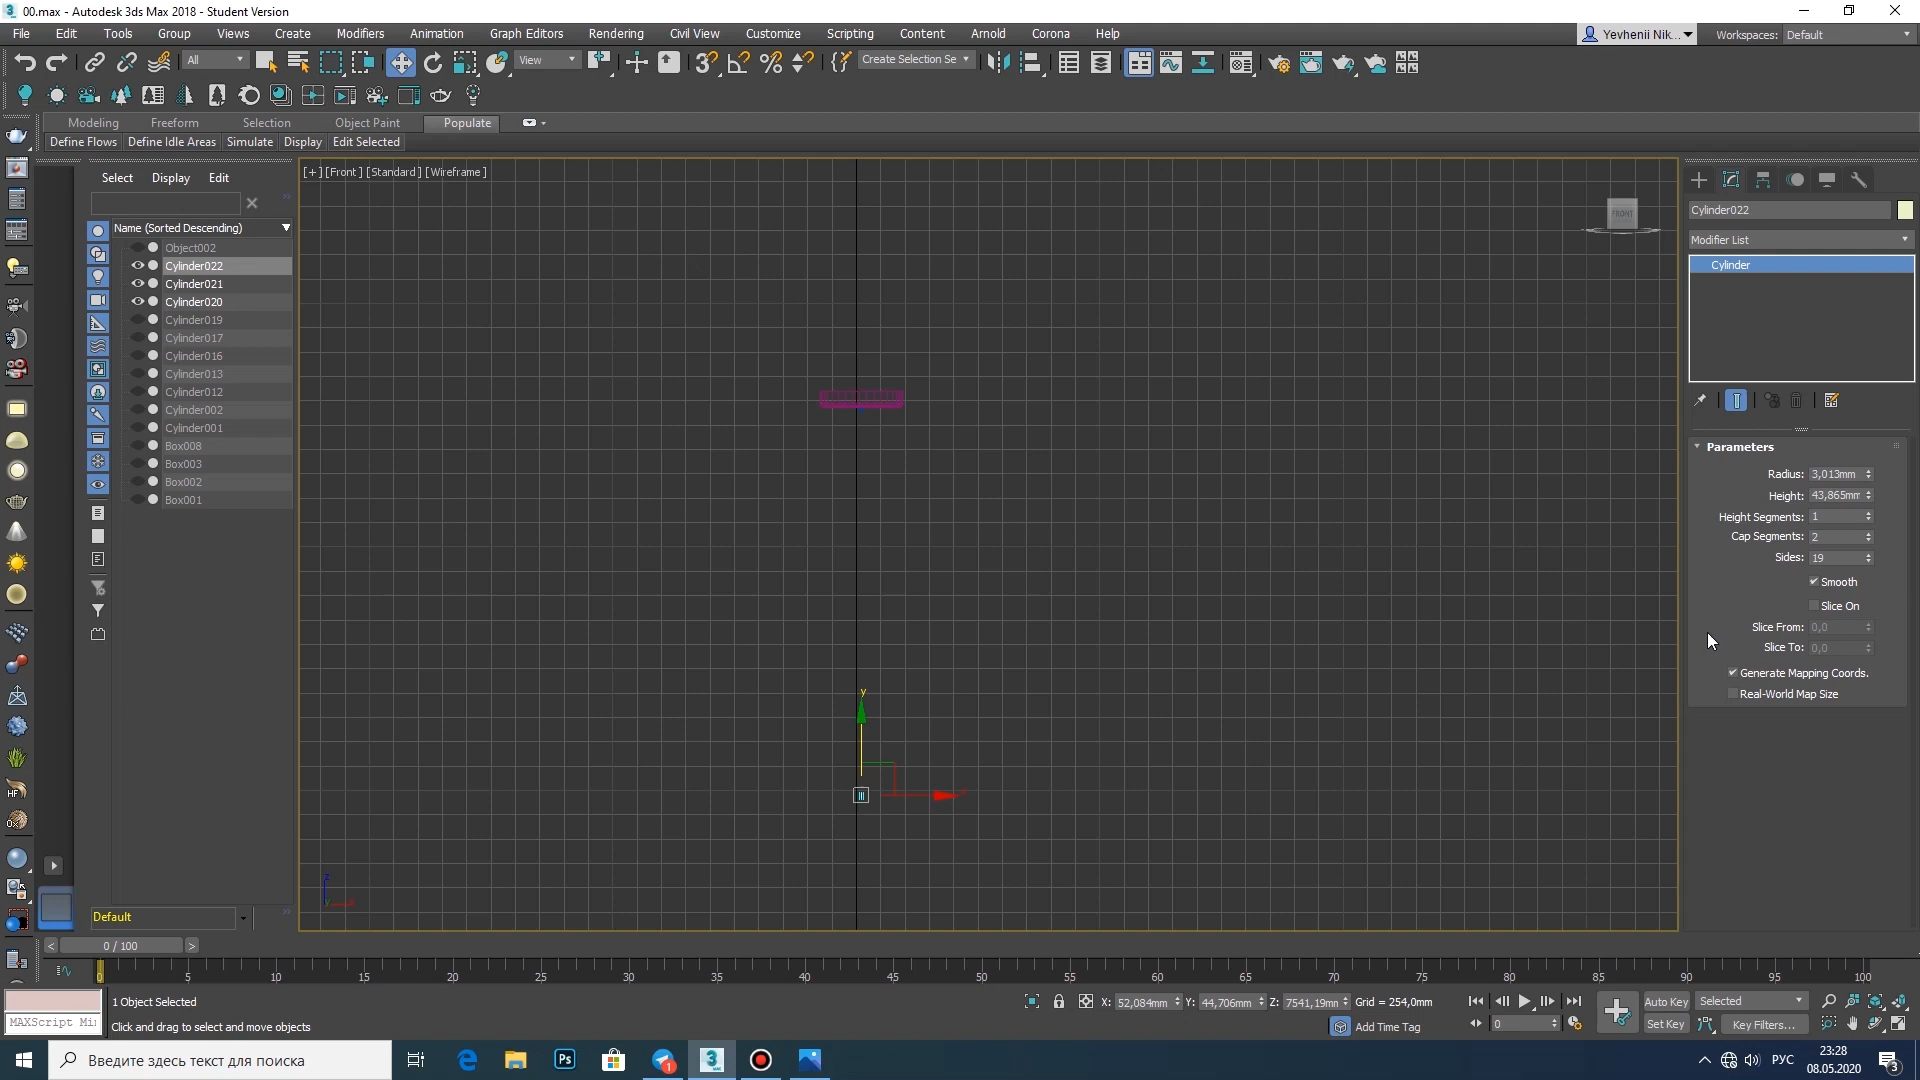 00.max - Autodesk 3ds Max 2018 - Student Version
File Edit Tools Group Views Create Modifiers Animation Graph Editors Rendering Civil View Customize Scripting Content Arnold Corona Help
Yevhenii Nik... Workspaces: Default
All View Create Selection Se
Modeling Freeform Selection Object Paint Populate
Define Flows Define Idle Areas Simulate Display Edit Selected
Select Display Edit
[+] [Front] [Standard] [Wireframe]
FRONT
Name (Sorted Descending)
Object002
Cylinder022
Cylinder021
Cylinder020
Cylinder019
Cylinder017
Cylinder016
Cylinder013
Cylinder012
Cylinder002
Cylinder001
Box008
Box003
Box002
Box001
Default
Cylinder022
Modifier List
Cylinder
Parameters
Radius: 3,013mm
Height: 43,865mm
Height Segments: 1
Cap Segments: 2
Sides: 19
Smooth
Slice On
Slice From: 0,0
Slice To: 0,0
Generate Mapping Coords.
Real-World Map Size
y
z
HF
Ps
0 / 100
0 5 10 15 20 25 30 35 40 45 50 55 60 65 70 75 80 85 90 95 100
1 Object Selected
X: 52,084mm Y: 44,706mm Z: 7541,19mm Grid = 254,0mm
Auto Key Selected
MAXScript Mi
Click and drag to select and move objects
Add Time Tag
0
Set Key Key Filters...
Введите здесь текст для поиска
1
3
РУС
23:28
08.05.2020
3